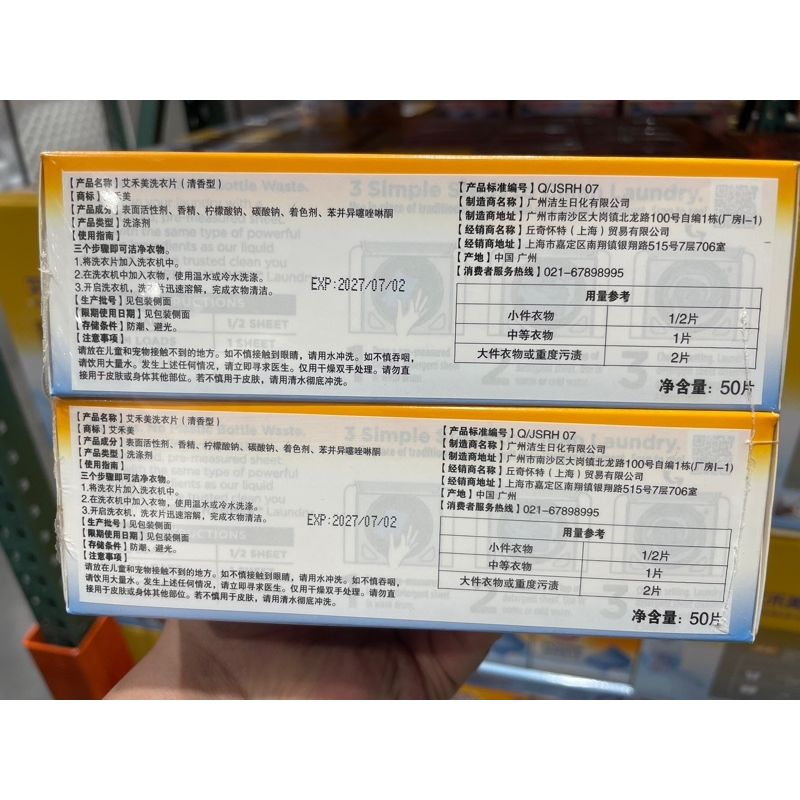 【产品名称】艾禾美洗衣片（清香型）
【商标】 禾美
【产品成分】表面活性剂、香精、柠檬酸钠、碳酸钠、着色剂、苯并异噻唑啉酮
【产品类型】洗涤剂
【使用指南】
三个步骤即可洁净衣物。
1.将洗衣片加入洗衣机中。
2.在洗衣机中加入衣物，使用温水或冷水洗涤。
3.开启洗衣机，洗衣片迅速溶解，完成衣物清洁。
【生产批号】见包装侧面
【限期使用日期】见包装侧面
【存储条件】防潮、避光。
【注意事项】
请放在儿童和宠物接触不到的地方。如不慎接触到眼睛，请用水冲洗。如不慎吞咽，
请饮用大量水。发生上述任何情况，请立即寻求医生。仅用干燥双手处理。请勿直
接用于皮肤或身体其他部位。若不慎用于皮肤，请用清水彻底冲洗。
EXP:2027/07/02
【产品标准编号】Q/JSRH 07
【制造商名称】广州洁生日化有限公司
【制造商地址】广州市南沙区大岗镇北龙路100号自编1栋(厂房I-1)
【经销商名称】丘奇怀特（上海）贸易有限公司
【经销商地址】上海市嘉定区南翔镇银翔路515号7层706室
【产地】中国 广州
【消费者服务热线】021-67898995
用量参考
小件衣物 1/2片
中等衣物 1片
大件衣物或重度污渍 2片
净含量：50片
【产品名称】艾禾美洗衣片（清香型）
【商标】艾禾美
【产品成分】表面活性剂、香精、柠檬酸钠、碳酸钠、着色剂、苯并异噻唑啉酮
【产品类型】洗涤剂
【使用指南】
三个步骤即可洁净衣物。
1.将洗衣片加入洗衣机中。
2.在洗衣机中加入衣物，使用温水或冷水洗涤。
3.开启洗衣机，洗衣片迅速溶解，完成衣物清洁。
【生产批号】见包装侧面
【限期使用日期】见包装侧面
【存储条件】防潮、避光。
【注意事项】
请放在儿童和宠物接触不到的地方。如不慎接触到眼睛，请用水冲洗。如不慎吞咽，
请饮用大量水。发生上述任何情况，请立即寻求医生。仅用干燥双手处理。请勿直
接用于皮肤或身体其他部位。若不慎用于皮肤，请用清水彻底冲洗。
EXP:2027/07/02
【产品标准编号】Q/JSRH 07
【制造商名称】广州洁生日化有限公司
【制造商地址】广州市南沙区大岗镇北龙路100号自编1栋(厂房I-1)
【经销商名称】丘奇怀特（上海）贸易有限公司
【经销商地址】上海市嘉定区南翔镇银翔路515号7层706室
【产地】中国 广州
【消费者服务热线】021-67898995
用量参考
小件衣物 1/2片
中等衣物 1片
大件衣物或重度污渍 2片
净含量：50片